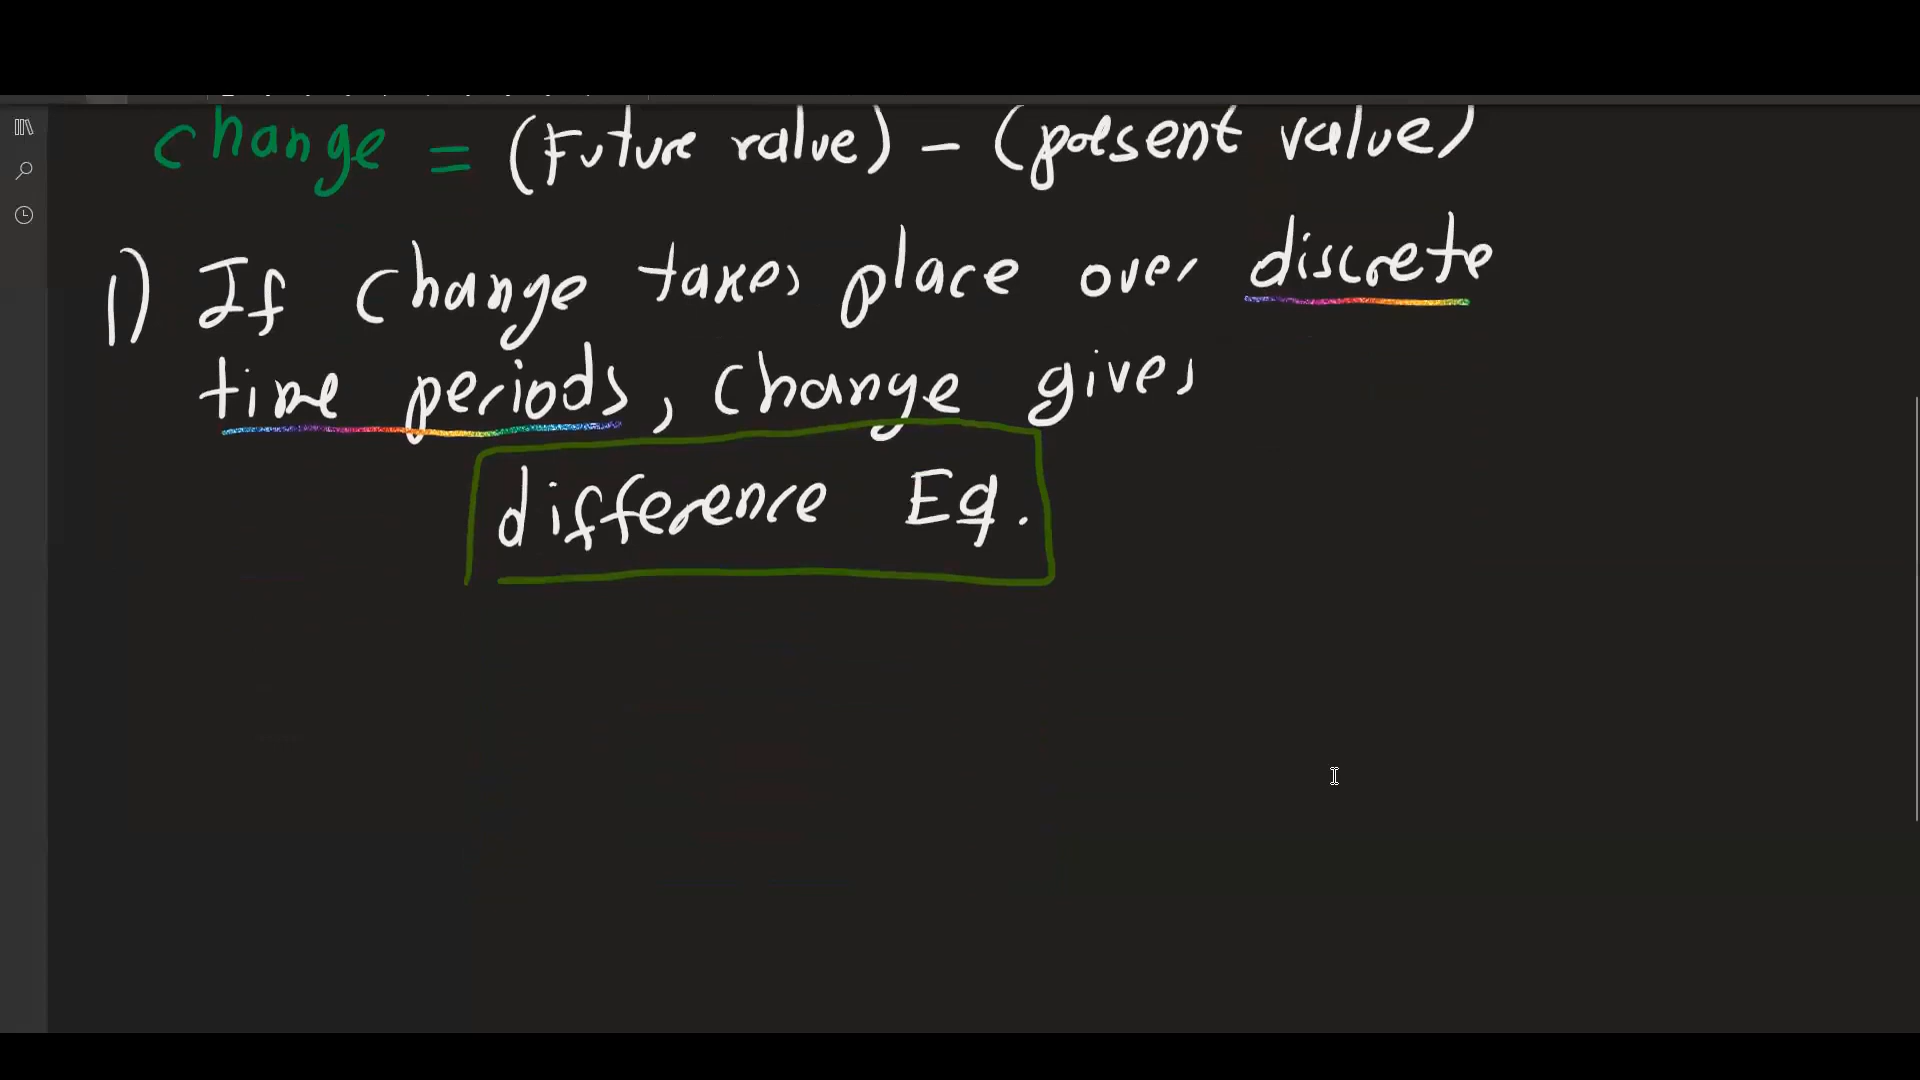 change = (Future value) - (present value)
1) If change takes place over discrete
time periods, change gives
difference Eq.